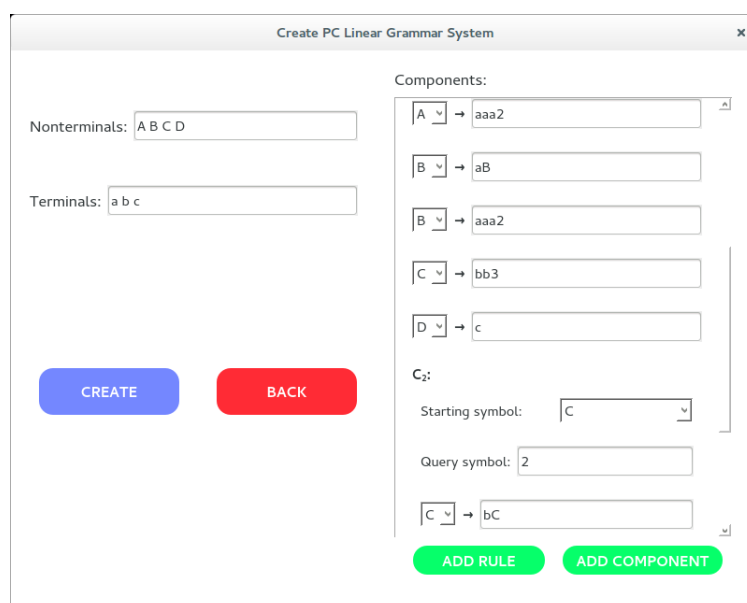 Create PC Linear Grammar System ×
Nonterminals: A B C D
Terminals: a b c
CREATE
BACK
Components:
A → aaa2
B → aB
B → aaa2
C → bb3
D → c
C₂:
Starting symbol: C
Query symbol: 2
C → bC
ADD RULE
ADD COMPONENT